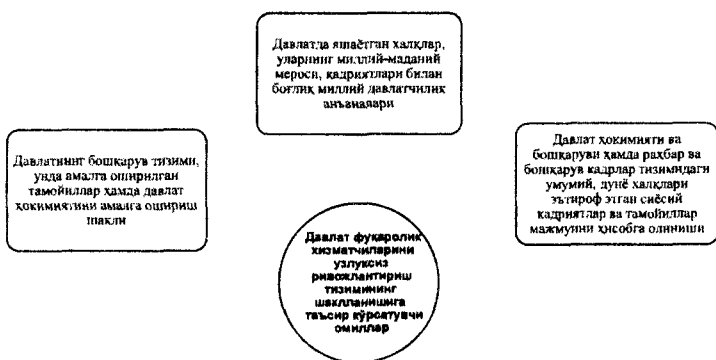 Давлатда яшаётган халқлар,
уларнинг миллий-маданий
мероси, қадриятлари билан
боғлиқ миллий давлатчилик
анъаналари
Давлатнинг бошқарув тизими,
унда амалга оширилган
тамойиллар ҳамда давлат
ҳокимиятини амалга ошириш
шакли
Давлат ҳокимияти ва
бошқаруви ҳамда раҳбар ва
бошқарув кадрлар тизимидаги
умумий, дунё халқлари
эътироф этган сиёсий
қадриятлар ва тамойиллар
мажмуини ҳисобга олиниши
Давлат фуқаролик
хизматчиларини
узлуксиз
ривожлантириш
тизимининг
шаклланишига
таъсир кўрсатувчи
омиллар